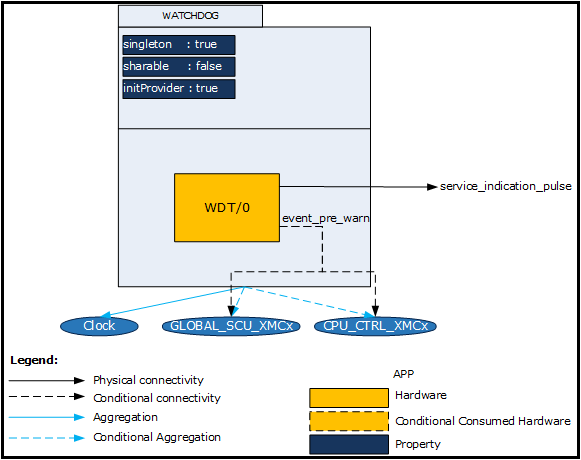 WATCHDOG
singleton : true
sharable : false
initProvider : true
WDT/0
service_indication_pulse
event_pre_warn
Clock
GLOBAL_SCU_XMCx
CPU_CTRL_XMCx
Legend:
Physical connectivity
Conditional connectivity
Aggregation
Conditional Aggregation
APP
Hardware
Conditional Consumed Hardware
Property